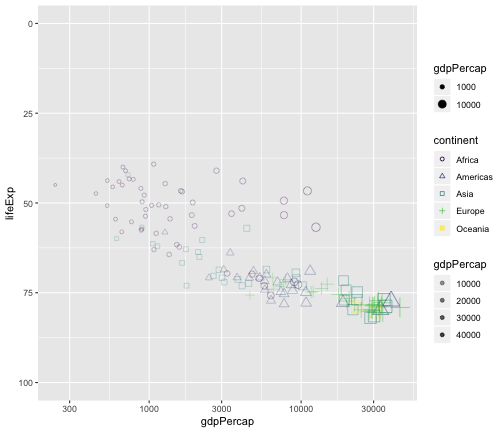 0
25
50
75
100
lifeExp
300
1000
3000
10000
30000
gdpPercap
gdpPercap
1000
10000
continent
Africa
Americas
Asia
Europe
Oceania
gdpPercap
10000
20000
30000
40000